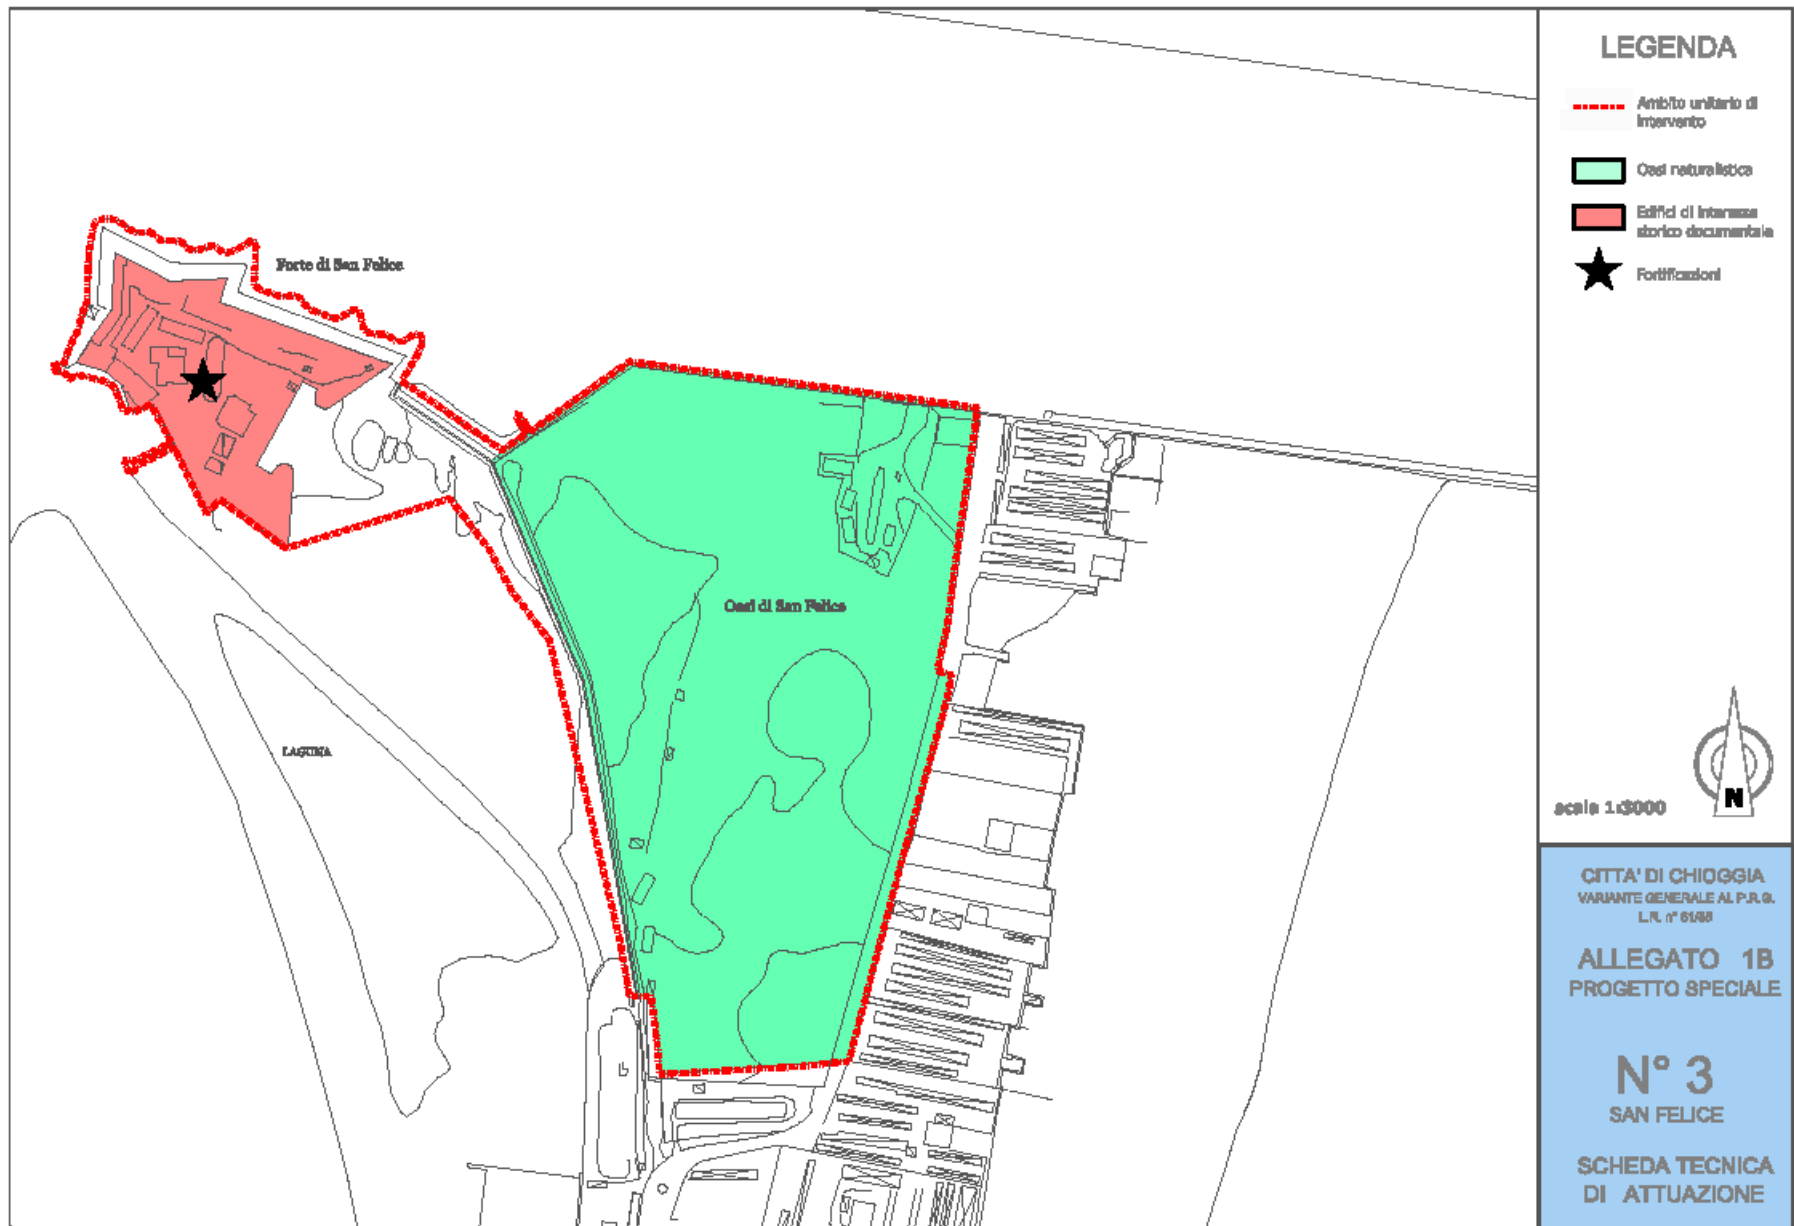 LEGENDA
Ambito unitario di
intervento
Oasi naturalistica
Edifici di interesse
storico documentale
Fortificazioni
Forte di San Felice
Oasi di San Felice
LAGUNA
scala 1:3000
N
CITTA' DI CHIOGGIA
VARIANTE GENERALE AL P.R.G.
L.R. n°
ALLEGATO 1B
PROGETTO SPECIALE
N° 3
SAN FELICE
SCHEDA TECNICA
DI ATTUAZIONE